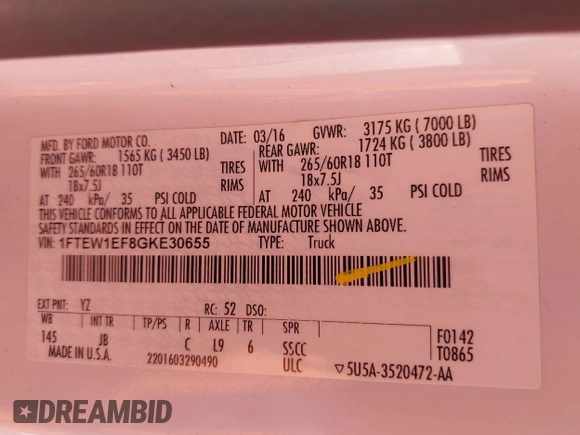 MFD. BY FORD MOTOR CO.
DATE: 03/16 GVWR: 3175 KG ( 7000 LB)
FRONT GAWR: 1565 KG (3450 LB)
WITH 265/60R18 110T TIRES
18x7.5J RIMS
AT 240 kPa/ 35 PSI COLD
REAR GAWR: 1724 KG ( 3800 LB)
WITH 265/60R18 110T TIRES
18x7.5J RIMS
AT 240 kPa/ 35 PSI COLD
THIS VEHICLE CONFORMS TO ALL APPLICABLE FEDERAL MOTOR VEHICLE
SAFETY STANDARDS IN EFFECT ON THE DATE OF MANUFACTURE SHOWN ABOVE.
VIN: 1FTEW1EF8GKE30655 TYPE: Truck
EXT PNT: YZ RC: 52 DSO:
WB INT TR TP/PS R AXLE TR SPR
145 JB C L9 6 SSCC
F0142
T0865
MADE IN U.S.A. 2201603290490 ULC
▽5U5A-3520472-AA
DREAMBID